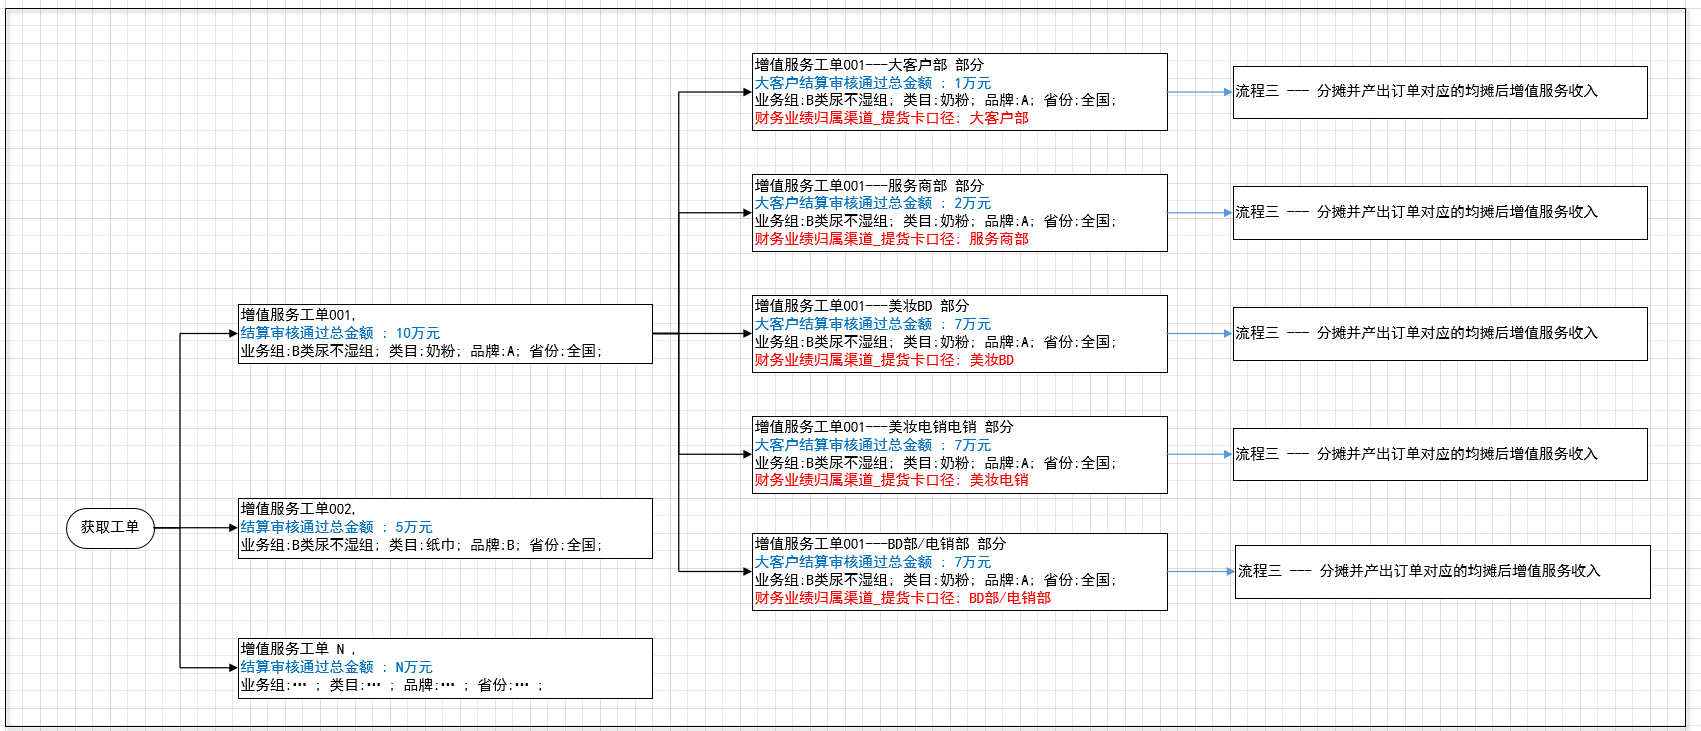 获取工单
增值服务工单001,
结算审核通过总金额 : 10万元
业务组:B类尿不湿组; 类目:奶粉; 品牌:A; 省份:全国;
增值服务工单002,
结算审核通过总金额 : 5万元
业务组:B类尿不湿组; 类目:纸巾; 品牌:B; 省份:全国;
增值服务工单 N ,
结算审核通过总金额 : N万元
业务组:… ; 类目:… ; 品牌:… ; 省份:… ;
增值服务工单001---大客户部 部分
大客户结算审核通过总金额 : 1万元
业务组:B类尿不湿组; 类目:奶粉; 品牌:A; 省份:全国;
财务业绩归属渠道_提货卡口径: 大客户部
流程三 --- 分摊并产出订单对应的均摊后增值服务收入
增值服务工单001---服务商部 部分
大客户结算审核通过总金额 : 2万元
业务组:B类尿不湿组; 类目:奶粉; 品牌:A; 省份:全国;
财务业绩归属渠道_提货卡口径: 服务商部
流程三 --- 分摊并产出订单对应的均摊后增值服务收入
增值服务工单001---美妆BD 部分
大客户结算审核通过总金额 : 7万元
业务组:B类尿不湿组; 类目:奶粉; 品牌:A; 省份:全国;
财务业绩归属渠道_提货卡口径: 美妆BD
流程三 --- 分摊并产出订单对应的均摊后增值服务收入
增值服务工单001---美妆电销电销 部分
大客户结算审核通过总金额 : 7万元
业务组:B类尿不湿组; 类目:奶粉; 品牌:A; 省份:全国;
财务业绩归属渠道_提货卡口径: 美妆电销
流程三 --- 分摊并产出订单对应的均摊后增值服务收入
增值服务工单001---BD部/电销部 部分
大客户结算审核通过总金额 : 7万元
业务组:B类尿不湿组; 类目:奶粉; 品牌:A; 省份:全国;
财务业绩归属渠道_提货卡口径: BD部/电销部
流程三 --- 分摊并产出订单对应的均摊后增值服务收入